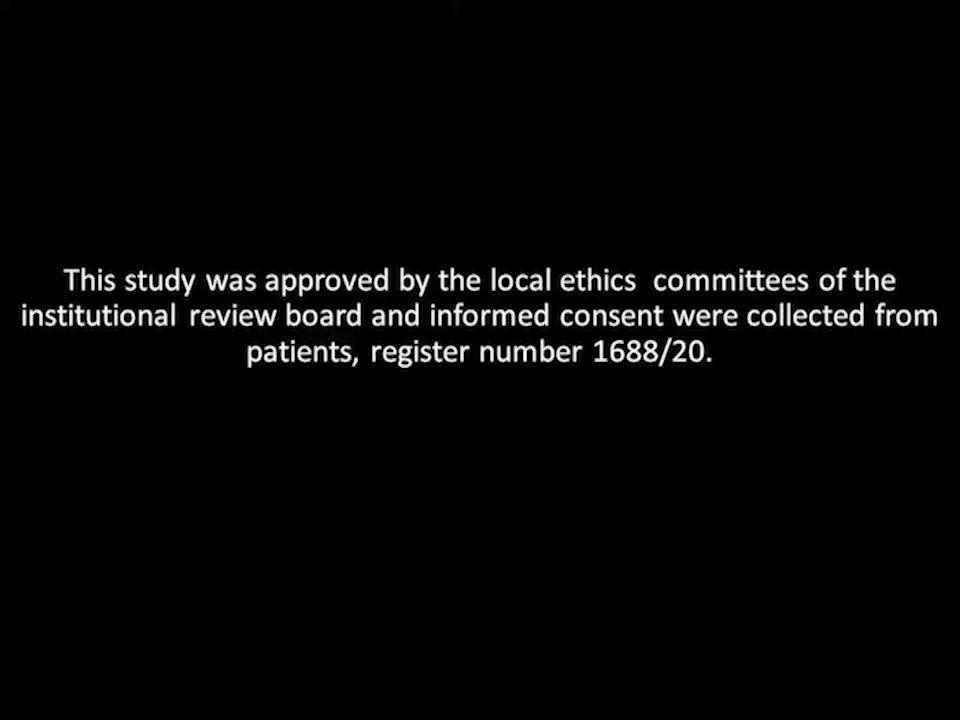 This study was approved by the local ethics committees of the
institutional review board and informed consent were collected from
patients, register number 1688/20.